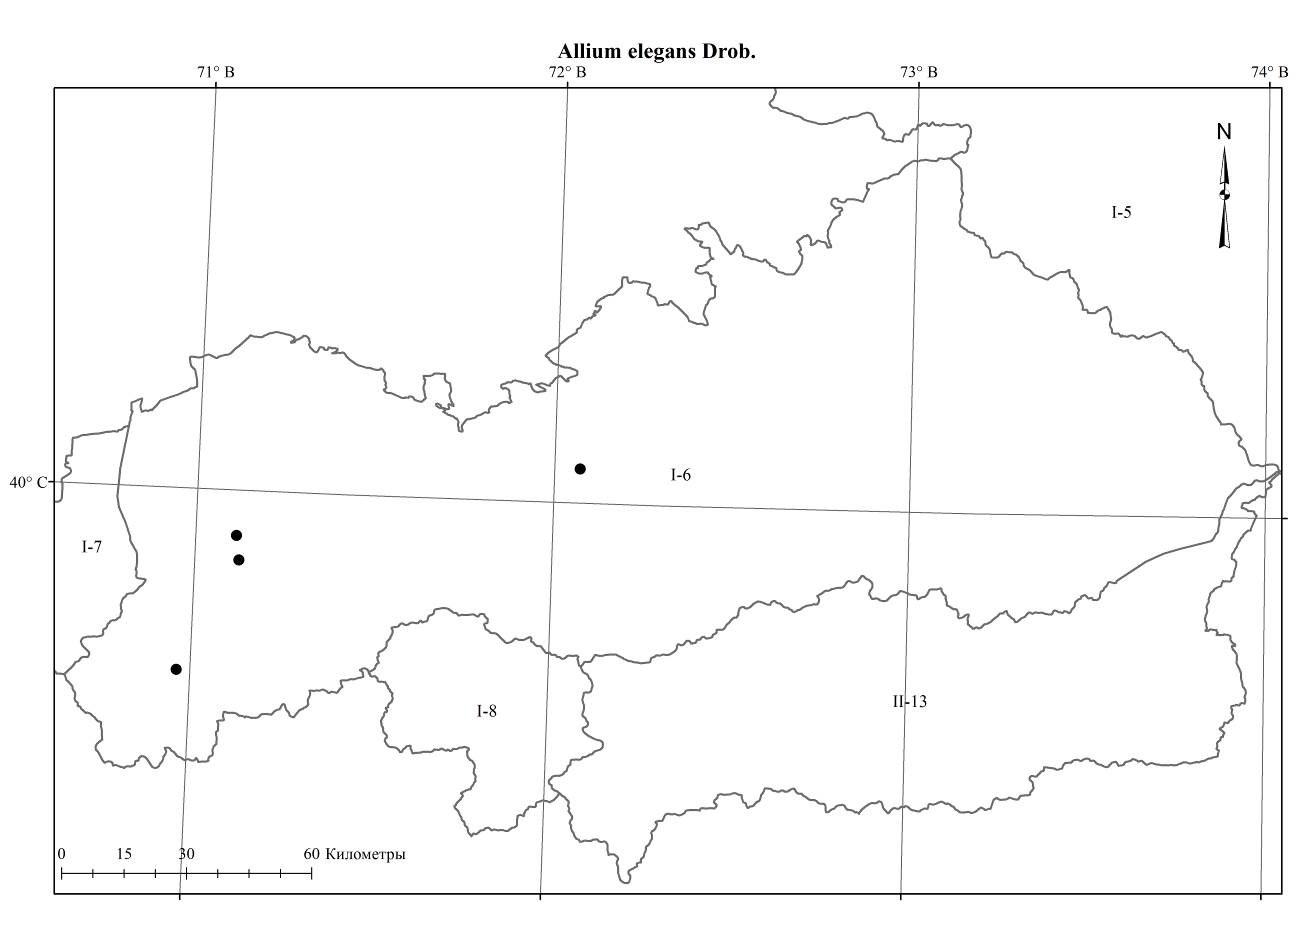 Allium elegans Drob.
71° В 72° В 73° В 74° В
N
I-5
I-6
40° С
I-7
II-13
I-8
0 15 30 60 Километры